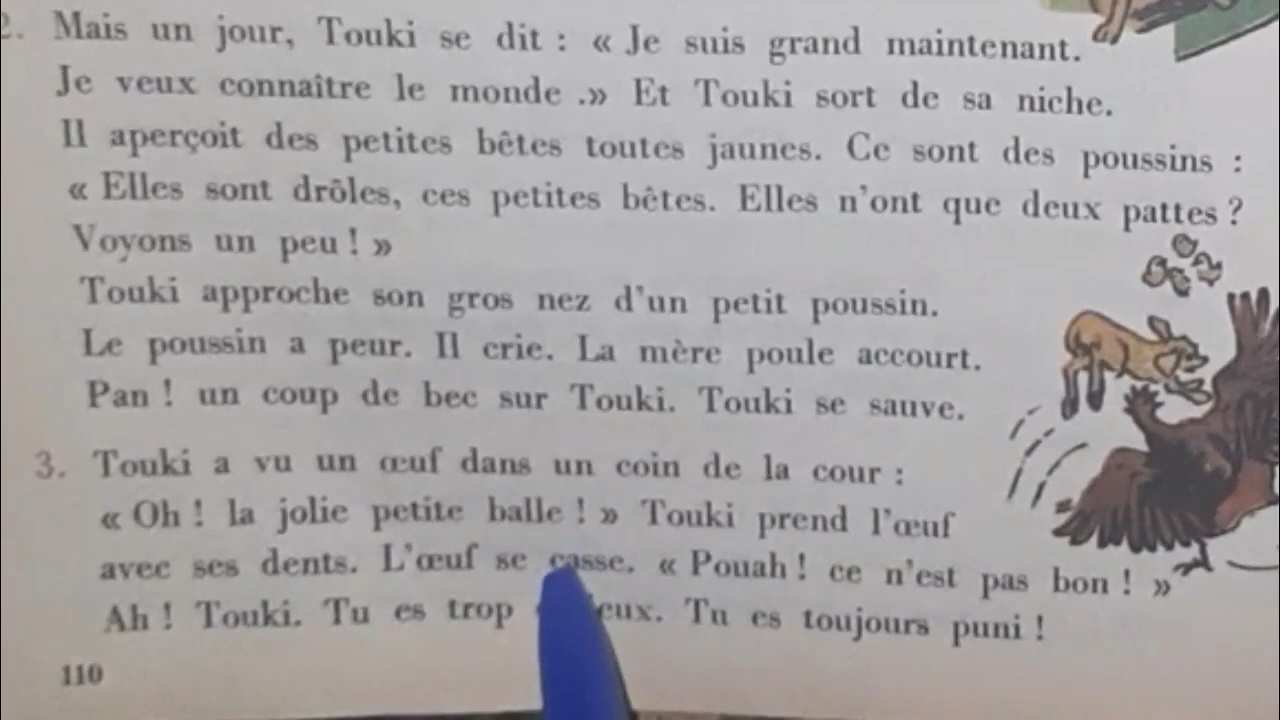 2. Mais un jour, Touki se dit : « Je suis grand maintenant.
Je veux connaître le monde .» Et Touki sort de sa niche.
Il aperçoit des petites bêtes toutes jaunes. Ce sont des poussins :
« Elles sont drôles, ces petites bêtes. Elles n'ont que deux pattes ?
Voyons un peu ! »
Touki approche son gros nez d'un petit poussin.
Le poussin a peur. Il crie. La mère poule accourt.
Pan ! un coup de bec sur Touki. Touki se sauve.
3. Touki a vu un œuf dans un coin de la cour :
« Oh ! la jolie petite balle ! » Touki prend l'œuf
avec ses dents. L'œuf se casse. « Pouah ! ce n'est pas bon ! »
Ah ! Touki. Tu es trop Tu es toujours puni !
110